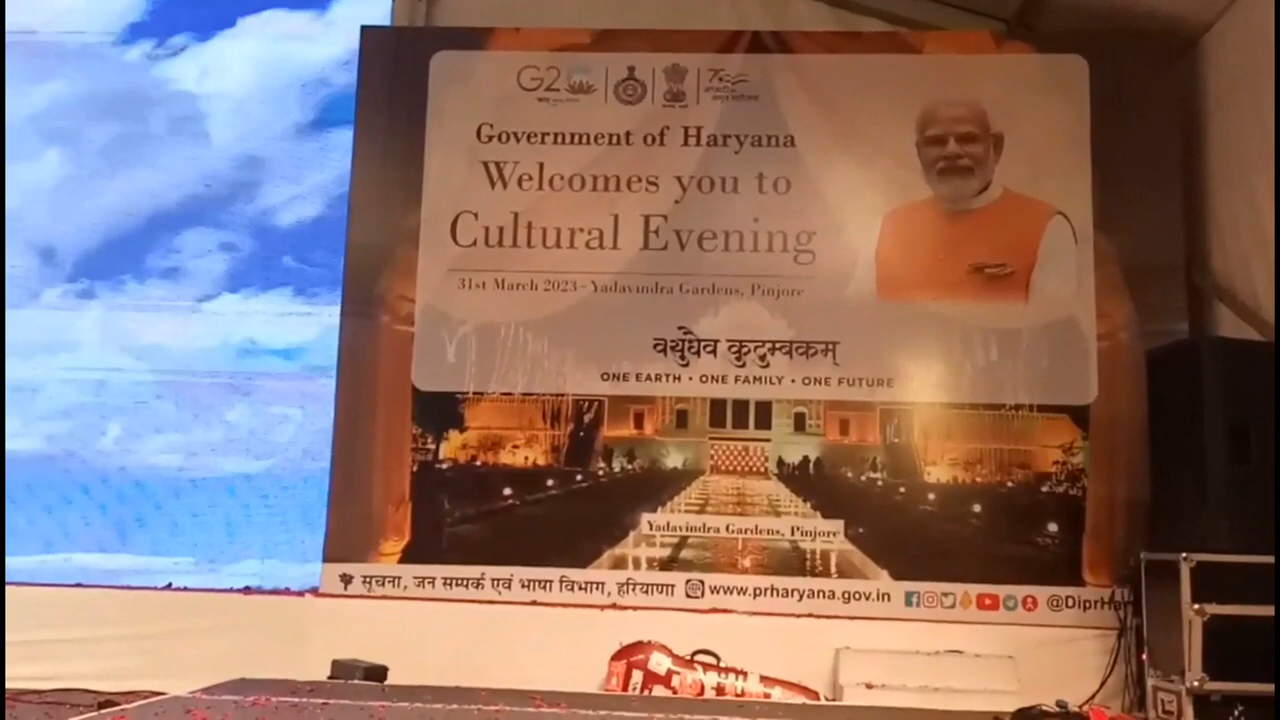 G20
Government of Haryana
Welcomes you to
Cultural Evening
31st March 2023-Yadavindra Gardens, Pinjore
वसुधैव कुटुम्बकम्
ONE EARTH • ONE FAMILY • ONE FUTURE
Yadavindra Gardens, Pinjore
सूचना, जन सम्पर्क एवं भाषा विभाग, हरियाणा www.prharyana.gov.in